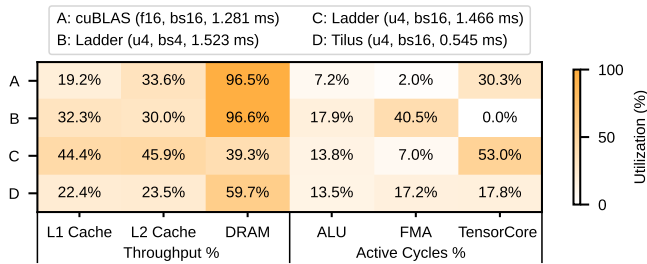 A: cuBLAS (f16, bs16, 1.281 ms) C: Ladder (u4, bs16, 1.466 ms)
B: Ladder (u4, bs4, 1.523 ms) D: Tilus (u4, bs16, 0.545 ms)
A 19.2% 33.6% 96.5% 7.2% 2.0% 30.3%
B 32.3% 30.0% 96.6% 17.9% 40.5% 0.0%
C 44.4% 45.9% 39.3% 13.8% 7.0% 53.0%
D 22.4% 23.5% 59.7% 13.5% 17.2% 17.8%
L1 Cache L2 Cache DRAM ALU FMA TensorCore
Throughput % Active Cycles %
100
50
0
Utilization (%)